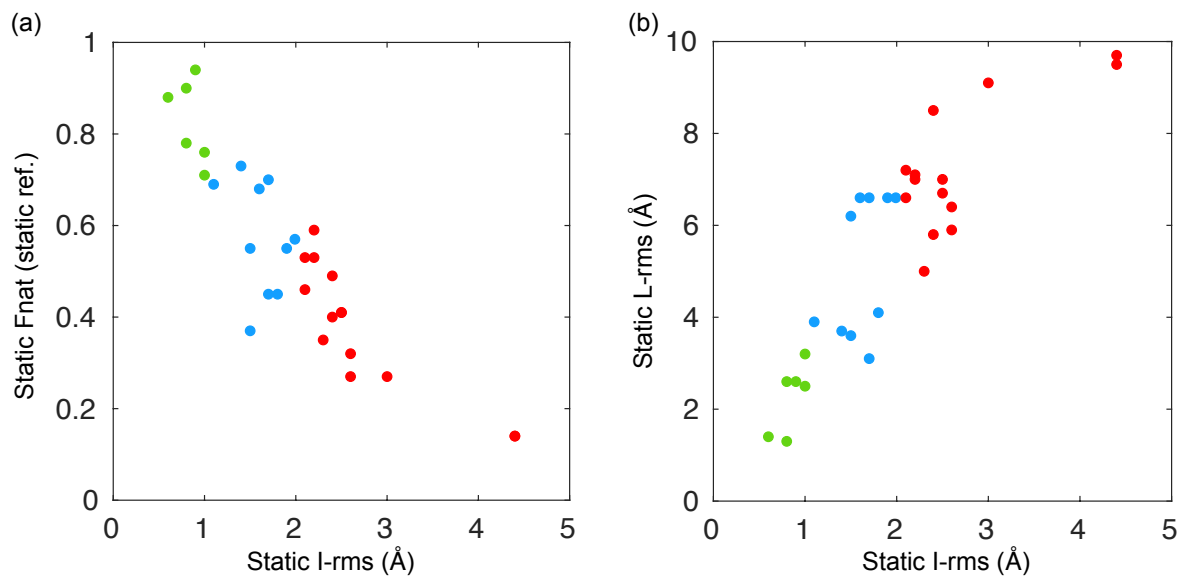 (a)
1
0.8
0.6
0.4
0.2
0
0 1 2 3 4 5
Static Fnat (static ref.)
Static I-rms (Å)
(b)
10
8
6
4
2
0
0 1 2 3 4 5
Static L-rms (Å)
Static I-rms (Å)